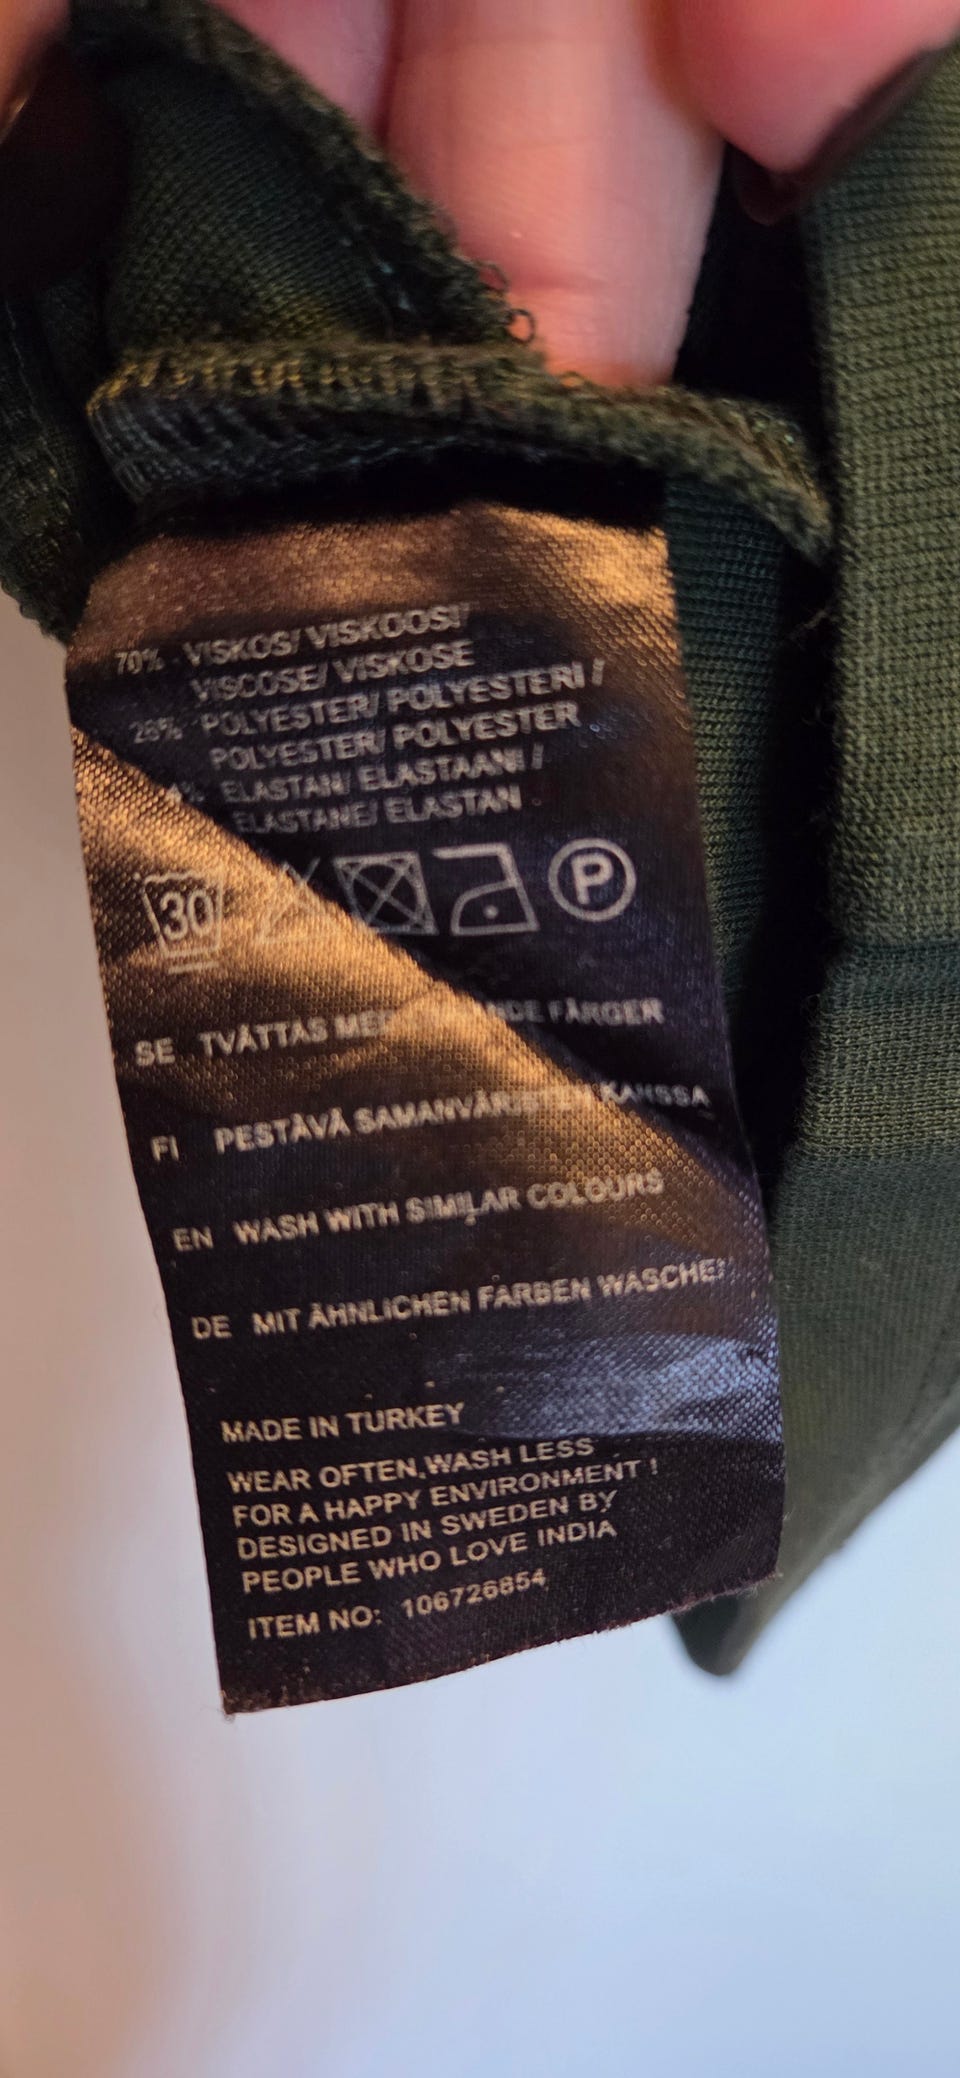 70% VISKOS/ VISKOOSI/
VISCOSE/ VISKOSE
26% POLYESTER/ POLYESTERI /
POLYESTER/ POLYESTER
4% ELASTAN/ ELASTAANI /
ELASTANE/ ELASTAN
30 P
SE TVÄTTAS MED FÄRGER
FI PESTÄVÄ SAMANVÄRISTEN KANSSA
EN WASH WITH SIMILAR COLOURS
DE MIT ÄHNLICHEN FARBEN WASCHEN
MADE IN TURKEY
WEAR OFTEN, WASH LESS
FOR A HAPPY ENVIRONMENT !
DESIGNED IN SWEDEN BY
PEOPLE WHO LOVE INDIA
ITEM NO: 106726854